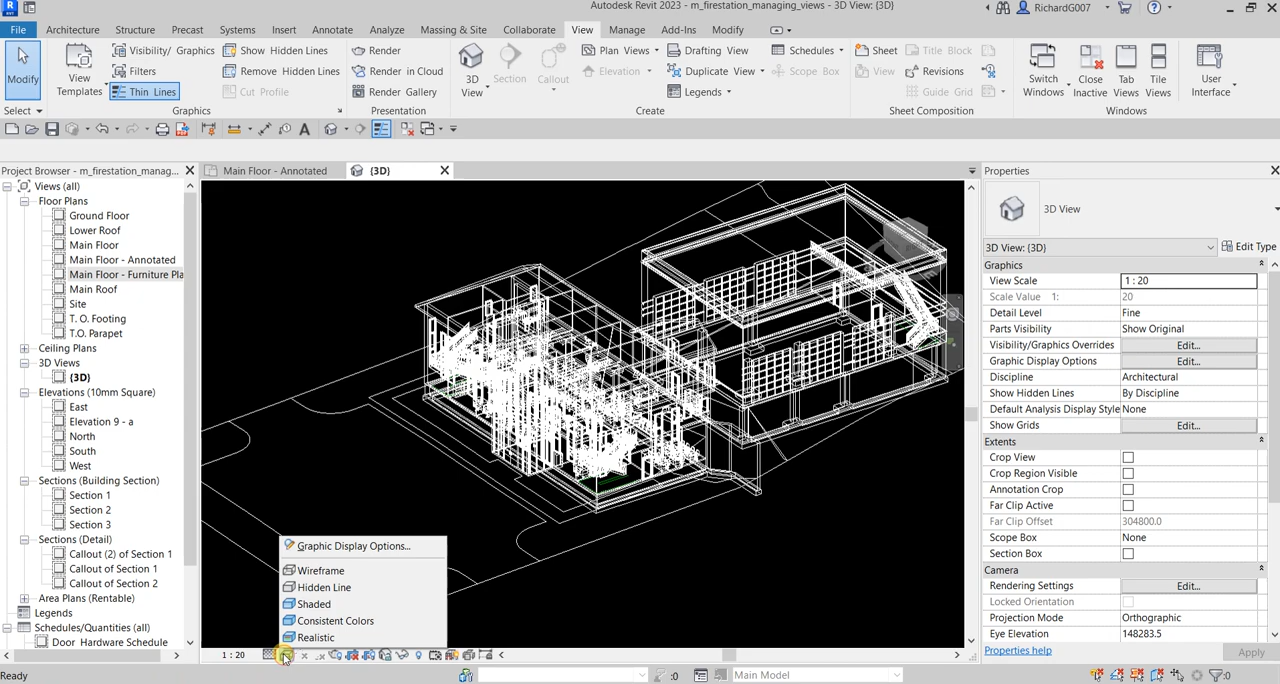 Autodesk Revit 2023 - m_firestation_managing_views - 3D View: {3D}
RichardG007
File
Architecture
Structure
Precast
Systems
Insert
Annotate
Analyze
Massing & Site
Collaborate
View
Manage
Add-Ins
Modify
Modify
Select
View
Templates
Visibility/ Graphics
Filters
Thin Lines
Show Hidden Lines
Remove Hidden Lines
Cut Profile
Graphics
Render
Render in Cloud
Render Gallery
Presentation
3D
View
Section
Callout
Plan Views
Elevation
Drafting View
Duplicate View
Legends
Schedules
Scope Box
Create
Sheet
View
Title Block
Revisions
Guide Grid
Sheet Composition
Switch
Windows
Close
Inactive
Tab
Views
Tile
Views
Windows
User
Interface
Project Browser - m_firestation_manag...
Views (all)
Floor Plans
Ground Floor
Lower Roof
Main Floor
Main Floor - Annotated
Main Floor - Furniture Pla
Main Roof
Site
T. O. Footing
T.O. Parapet
Ceiling Plans
3D Views
{3D}
Elevations (10mm Square)
East
Elevation 9 - a
North
South
West
Sections (Building Section)
Section 1
Section 2
Section 3
Sections (Detail)
Callout (2) of Section 1
Callout of Section 1
Callout of Section 2
Area Plans (Rentable)
Legends
Schedules/Quantities (all)
Door Hardware Schedule
Main Floor - Annotated
{3D}
Graphic Display Options...
Wireframe
Hidden Line
Shaded
Consistent Colors
Realistic
1 : 20
Properties
3D View
3D View: {3D}
Edit Type
Graphics
View Scale 1 : 20
Scale Value 1: 20
Detail Level Fine
Parts Visibility Show Original
Visibility/Graphics Overrides Edit...
Graphic Display Options Edit...
Discipline Architectural
Show Hidden Lines By Discipline
Default Analysis Display Style None
Show Grids Edit...
Extents
Crop View
Crop Region Visible
Annotation Crop
Far Clip Active
Far Clip Offset 304800.0
Scope Box None
Section Box
Camera
Rendering Settings Edit...
Locked Orientation
Projection Mode Orthographic
Eye Elevation 148283.5
Properties help
Apply
Ready
:0
Main Model
:0